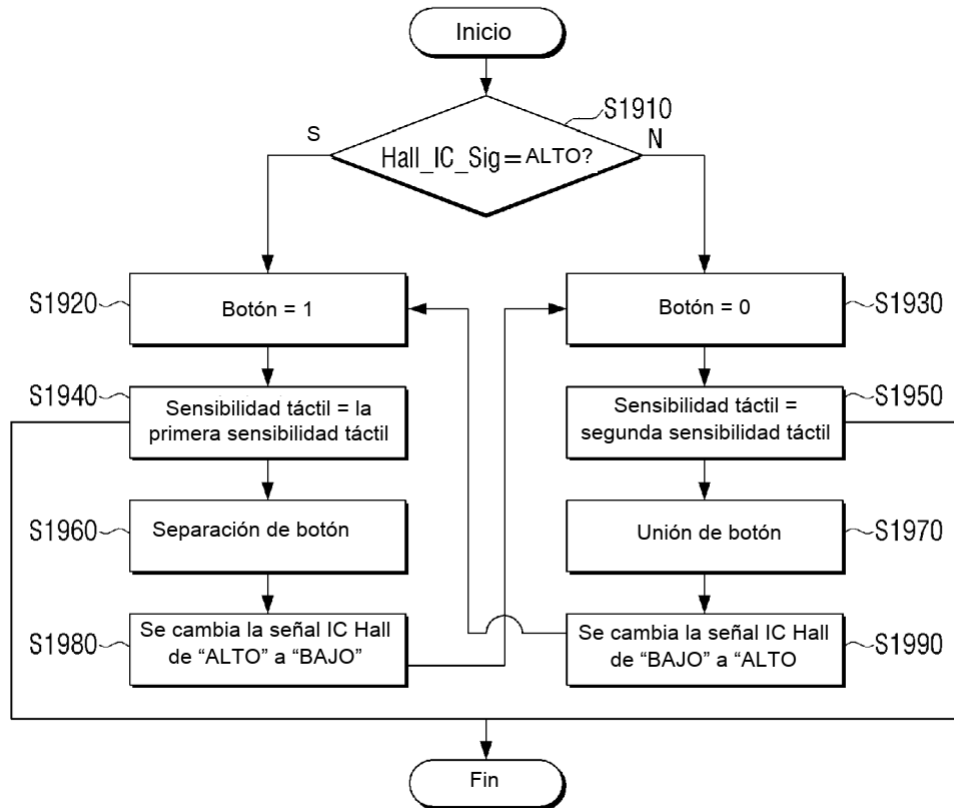 Inicio
S1910
S
N
Hall_IC_Sig=ALTO?
S1920
Botón = 1
Botón = 0
S1930
S1940
Sensibilidad táctil = la
primera sensibilidad táctil
Sensibilidad táctil =
segunda sensibilidad táctil
S1950
S1960
Separación de botón
Unión de botón
S1970
S1980
Se cambia la señal IC Hall
de “ALTO” a “BAJO”
Se cambia la señal IC Hall
de “BAJO” a “ALTO
S1990
Fin